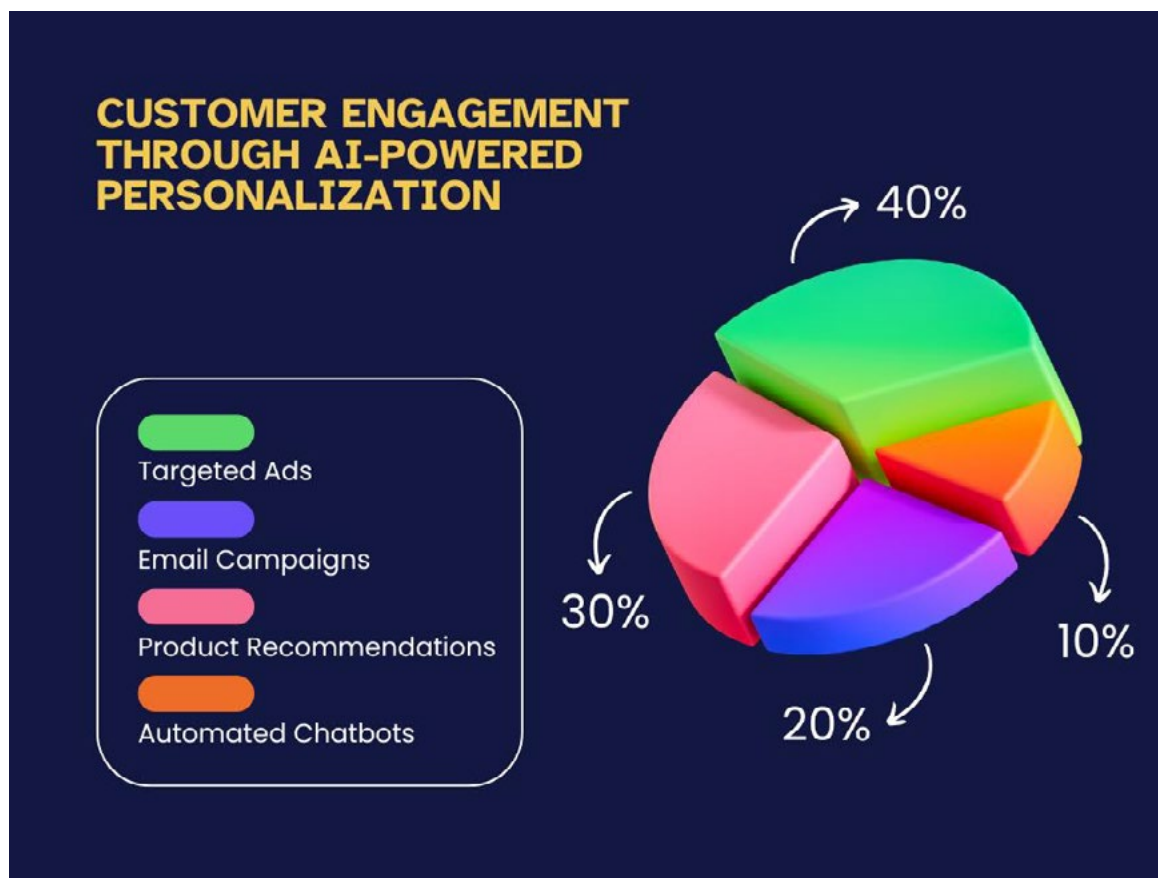 CUSTOMER ENGAGEMENT
THROUGH AI-POWERED
PERSONALIZATION
Targeted Ads
Email Campaigns
Product Recommendations
Automated Chatbots
40%
30%
10%
20%